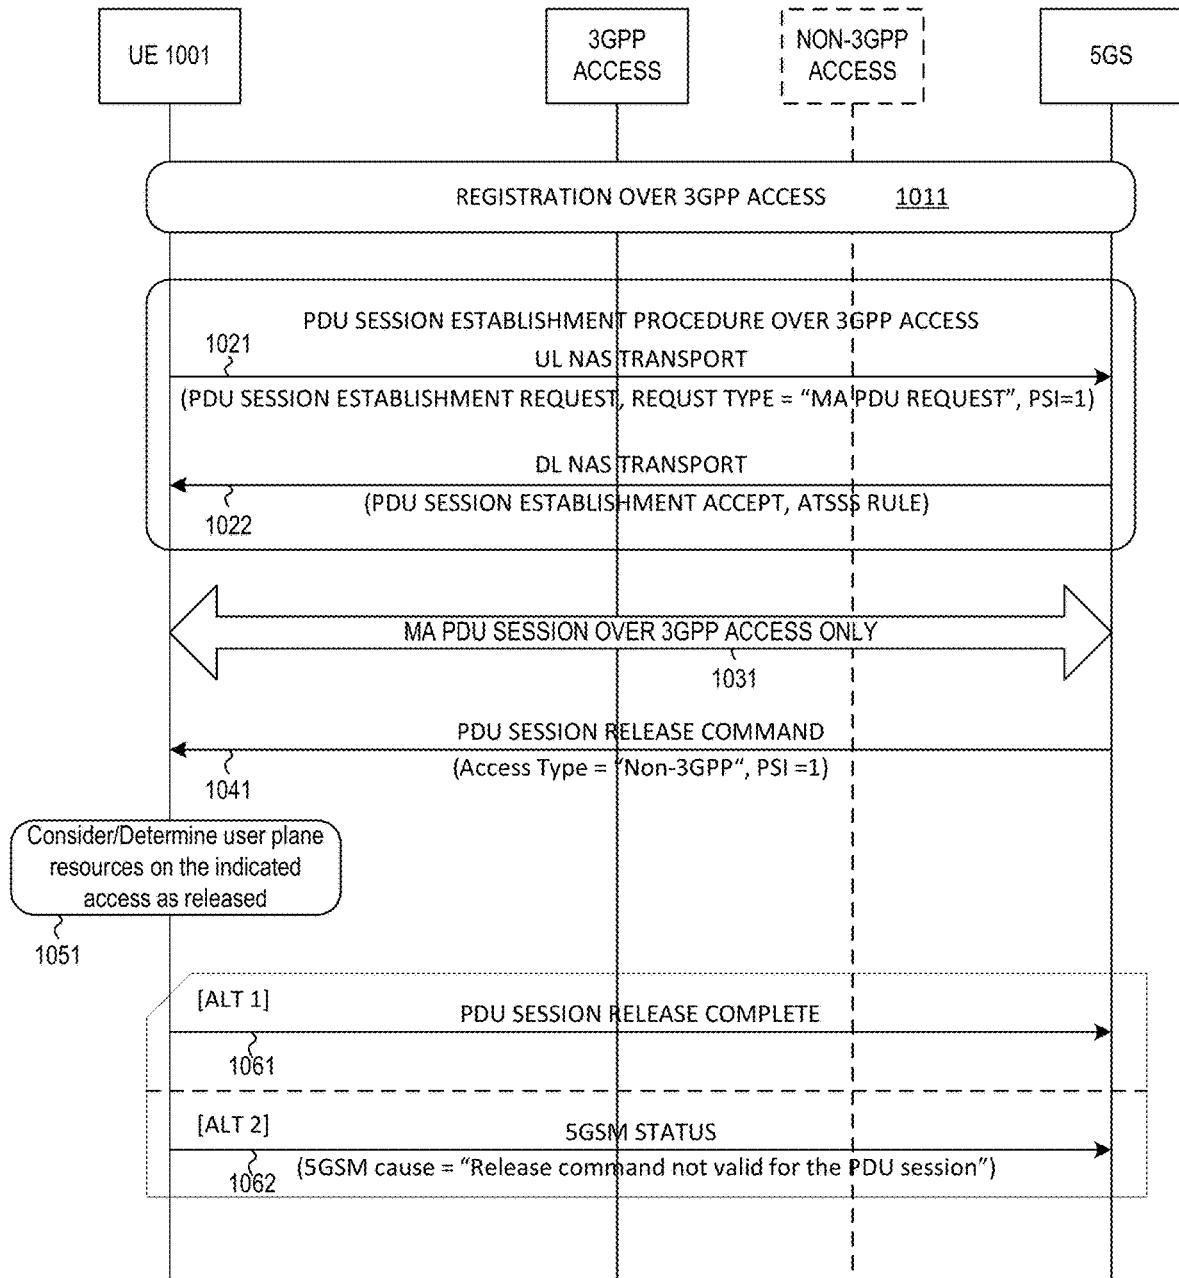 UE 1001
3GPP
ACCESS
NON-3GPP
ACCESS
5GS
REGISTRATION OVER 3GPP ACCESS 1011
PDU SESSION ESTABLISHMENT PROCEDURE OVER 3GPP ACCESS
1021
UL NAS TRANSPORT
(PDU SESSION ESTABLISHMENT REQUEST, REQUST TYPE = “MA PDU REQUEST”, PSI=1)
DL NAS TRANSPORT
(PDU SESSION ESTABLISHMENT ACCEPT, ATSSS RULE)
1022
MA PDU SESSION OVER 3GPP ACCESS ONLY
1031
PDU SESSION RELEASE COMMAND
(Access Type = “Non-3GPP”, PSI =1)
1041
Consider/Determine user plane
resources on the indicated
access as released
1051
[ALT 1]
PDU SESSION RELEASE COMPLETE
1061
[ALT 2]
5GSM STATUS
(5GSM cause = “Release command not valid for the PDU session”)
1062